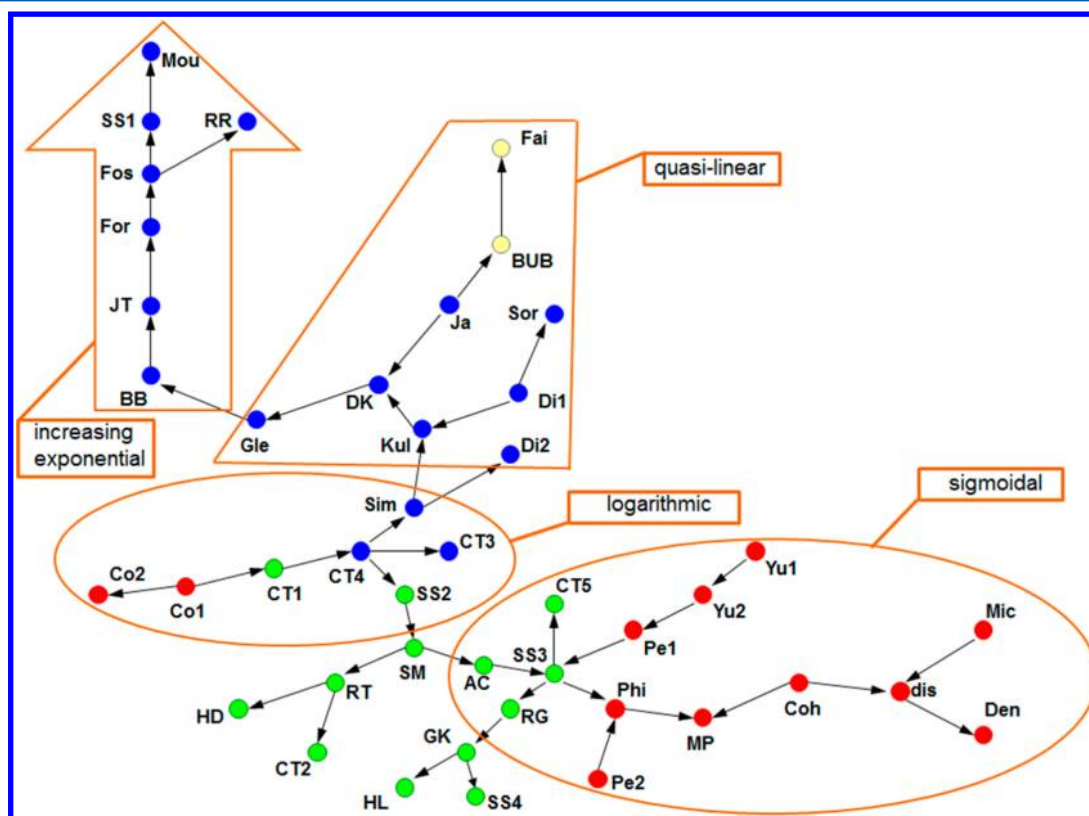 Mou
SS1
RR
Fos
For
JT
BB
increasing
exponential
Fai
quasi-linear
BUB
Ja
Sor
DK
Di1
Gle
Kul
Di2
Sim
logarithmic
sigmoidal
CT3
Co2
Co1
CT1
CT4
SS2
CT5
Yu1
Yu2
Mic
SM
AC
SS3
Pe1
RT
HD
CT2
RG
Phi
MP
Coh
dis
Den
GK
HL
SS4
Pe2